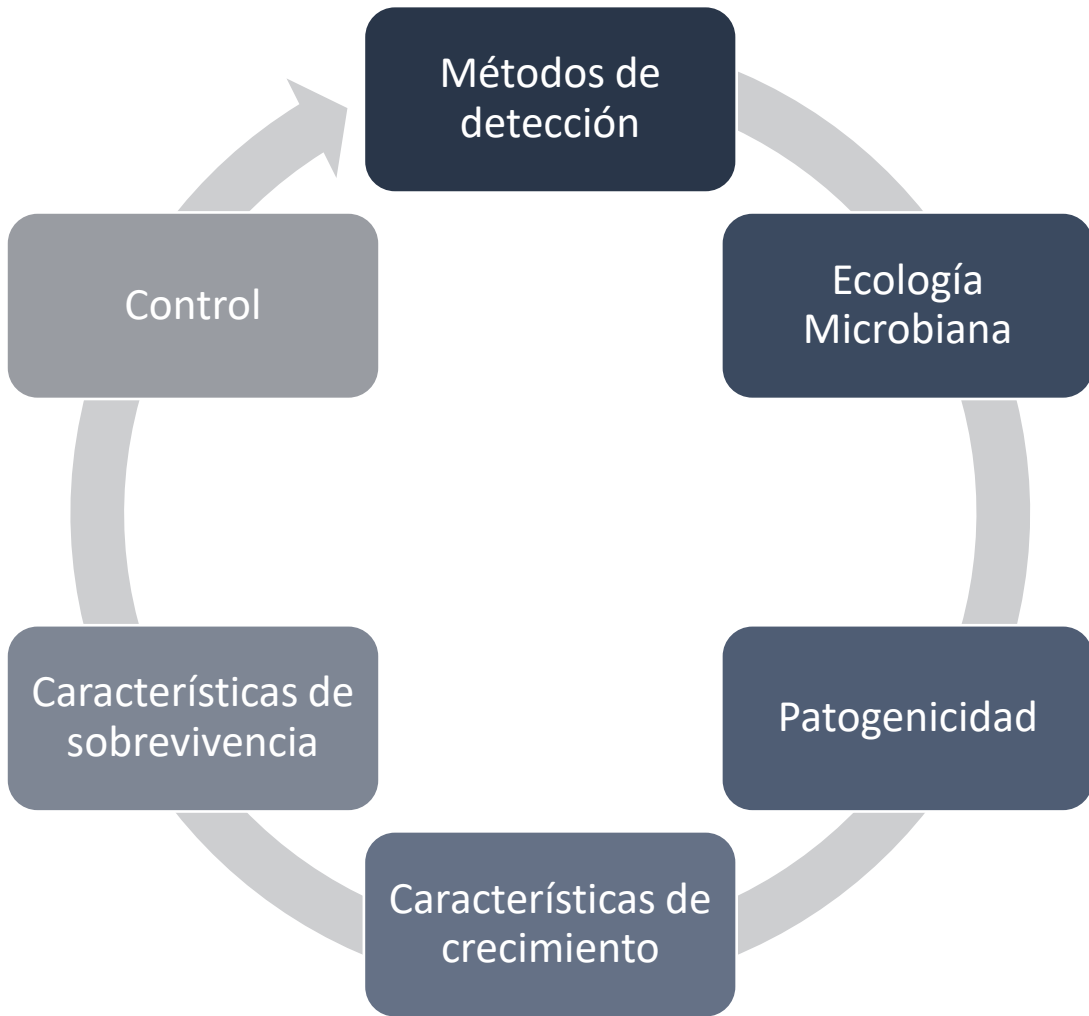 Métodos de
detección
Ecología
Microbiana
Patogenicidad
Características de
crecimiento
Características de
sobrevivencia
Control